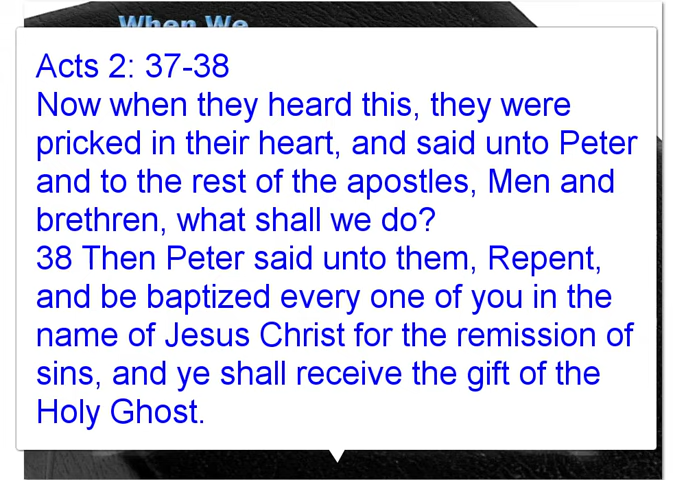 When We
Acts 2: 37-38
Now when they heard this, they were
pricked in their heart, and said unto Peter
and to the rest of the apostles, Men and
brethren, what shall we do?
38 Then Peter said unto them, Repent,
and be baptized every one of you in the
name of Jesus Christ for the remission of
sins, and ye shall receive the gift of the
Holy Ghost.